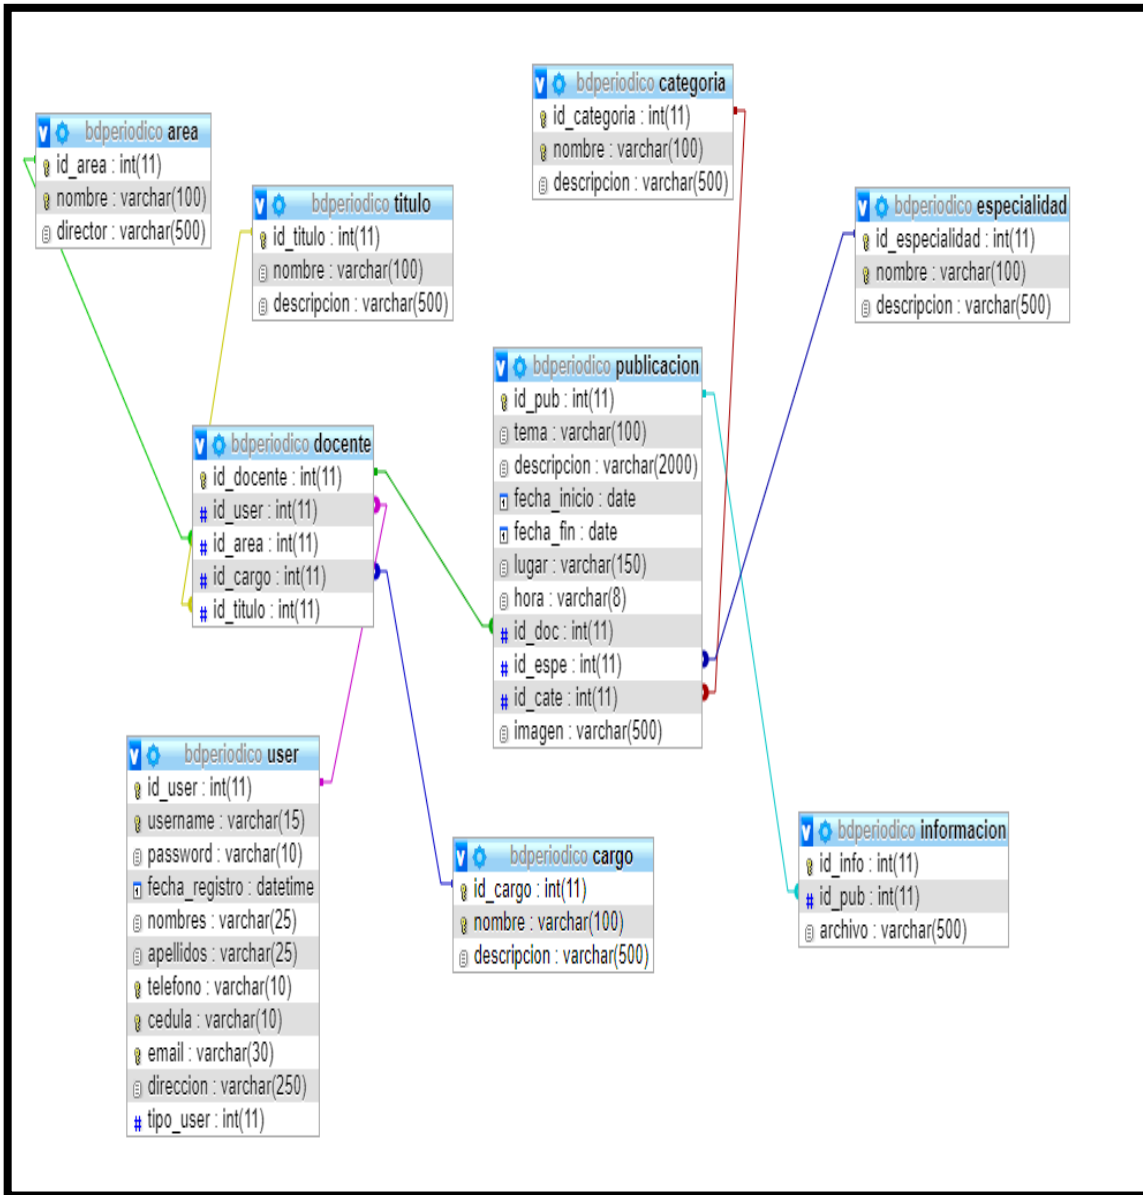 bdperiodico area
id_area : int(11)
nombre : varchar(100)
director : varchar(500)
bdperiodico titulo
id_titulo : int(11)
nombre : varchar(100)
descripcion : varchar(500)
bdperiodico categoria
id_categoria : int(11)
nombre : varchar(100)
descripcion : varchar(500)
bdperiodico especialidad
id_especialidad : int(11)
nombre : varchar(100)
descripcion : varchar(500)
bdperiodico docente
id_docente : int(11)
# id_user : int(11)
# id_area : int(11)
# id_cargo : int(11)
# id_titulo : int(11)
bdperiodico publicacion
id_pub : int(11)
tema : varchar(100)
descripcion : varchar(2000)
fecha_inicio : date
fecha_fin : date
lugar : varchar(150)
hora : varchar(8)
# id_doc : int(11)
# id_espe : int(11)
# id_cate : int(11)
imagen : varchar(500)
bdperiodico user
id_user : int(11)
username : varchar(15)
password : varchar(10)
fecha_registro : datetime
nombres : varchar(25)
apellidos : varchar(25)
telefono : varchar(10)
cedula : varchar(10)
email : varchar(30)
direccion : varchar(250)
# tipo_user : int(11)
bdperiodico cargo
id_cargo : int(11)
nombre : varchar(100)
descripcion : varchar(500)
bdperiodico informacion
id_info : int(11)
# id_pub : int(11)
archivo : varchar(500)